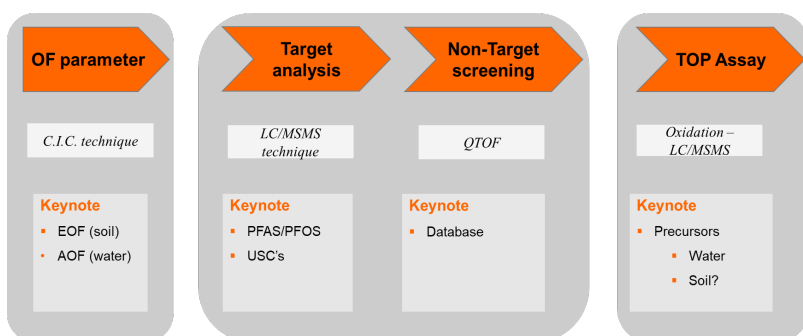 OF parameter
C.I.C. technique
Keynote
EOF (soil)
AOF (water)
Target
analysis
LC/MSMS
technique
Keynote
PFAS/PFOS
USC's
Non-Target
screening
QTOF
Keynote
Database
TOP Assay
Oxidation –
LC/MSMS
Keynote
Precursors
Water
Soil?